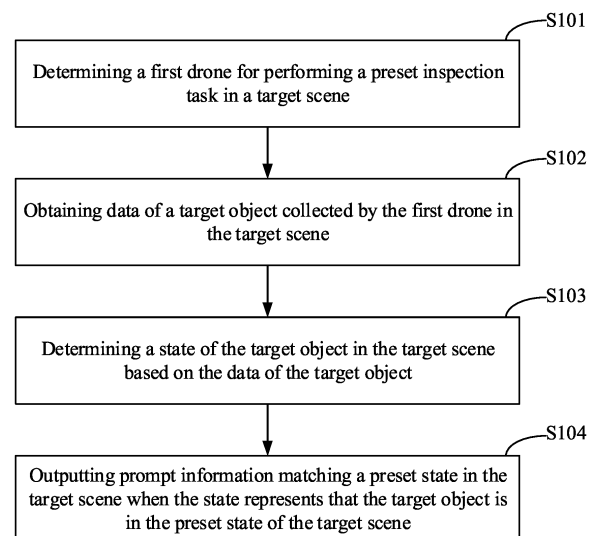 S101
Determining a first drone for performing a preset inspection
task in a target scene
S102
Obtaining data of a target object collected by the first drone in
the target scene
S103
Determining a state of the target object in the target scene
based on the data of the target object
S104
Outputting prompt information matching a preset state in the
target scene when the state represents that the target object is
in the preset state of the target scene